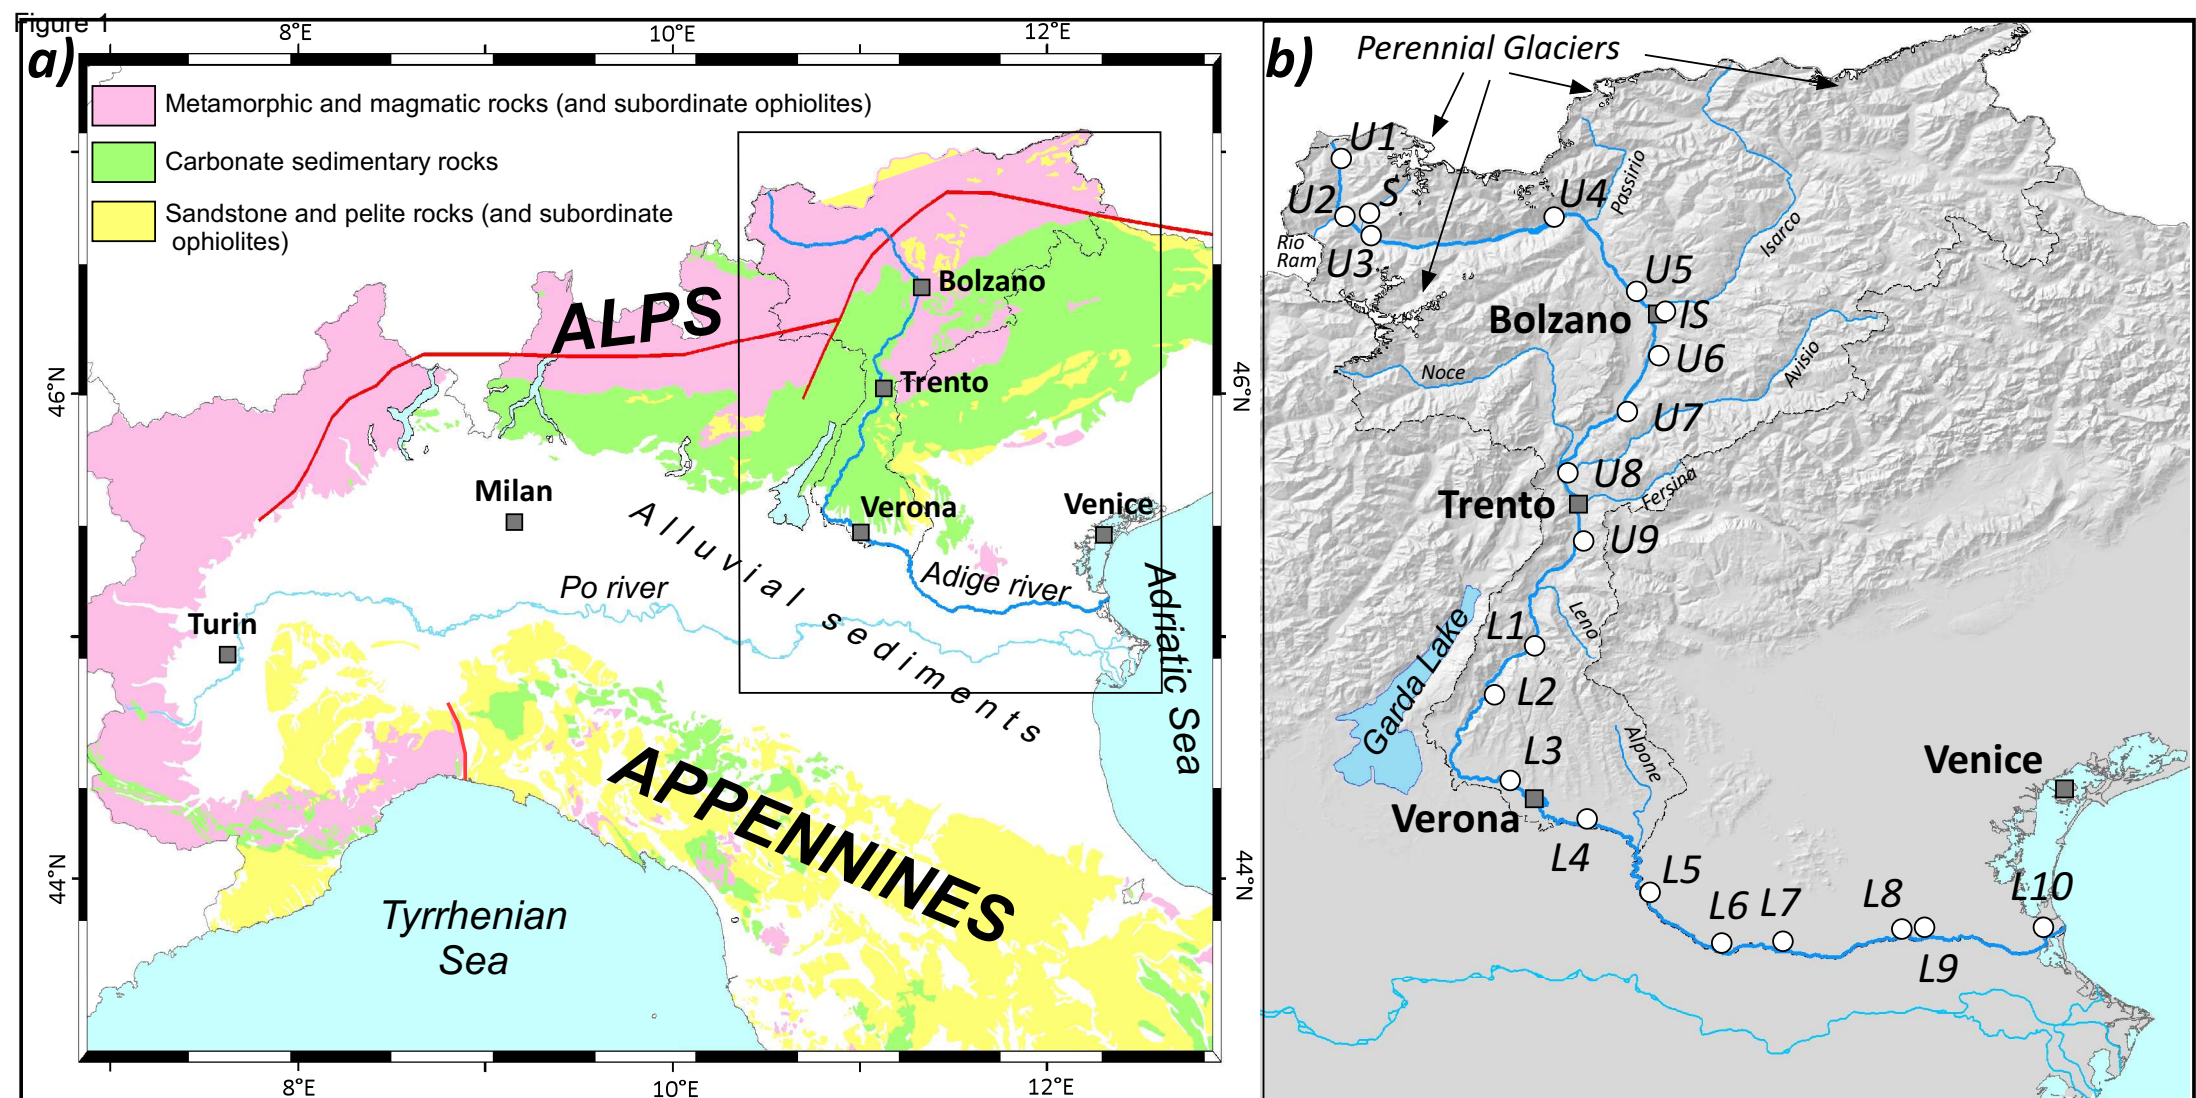 Figure 1
a)
8°E
10°E
12°E
Metamorphic and magmatic rocks (and subordinate ophiolites)
Carbonate sedimentary rocks
Sandstone and pelite rocks (and subordinate
ophiolites)
ALPS
Bolzano
Trento
46°N
46°N
Milan
Verona
Venice
Alluvial sediments
Po river
Adige river
Turin
Adriatic Sea
APPENNINES
44°N
44°N
Tyrrhenian
Sea
8°E
10°E
12°E
b)
Perennial Glaciers
U1
U2
S
U4
Passirio
Rio
Ram
U3
Isarco
U5
Bolzano
IS
U6
Noce
Avisio
U7
U8
Trento
Fersina
U9
Leno
L1
Garda Lake
L2
L3
Alpone
Venice
Verona
L4
L5
L6
L7
L8
L10
L9